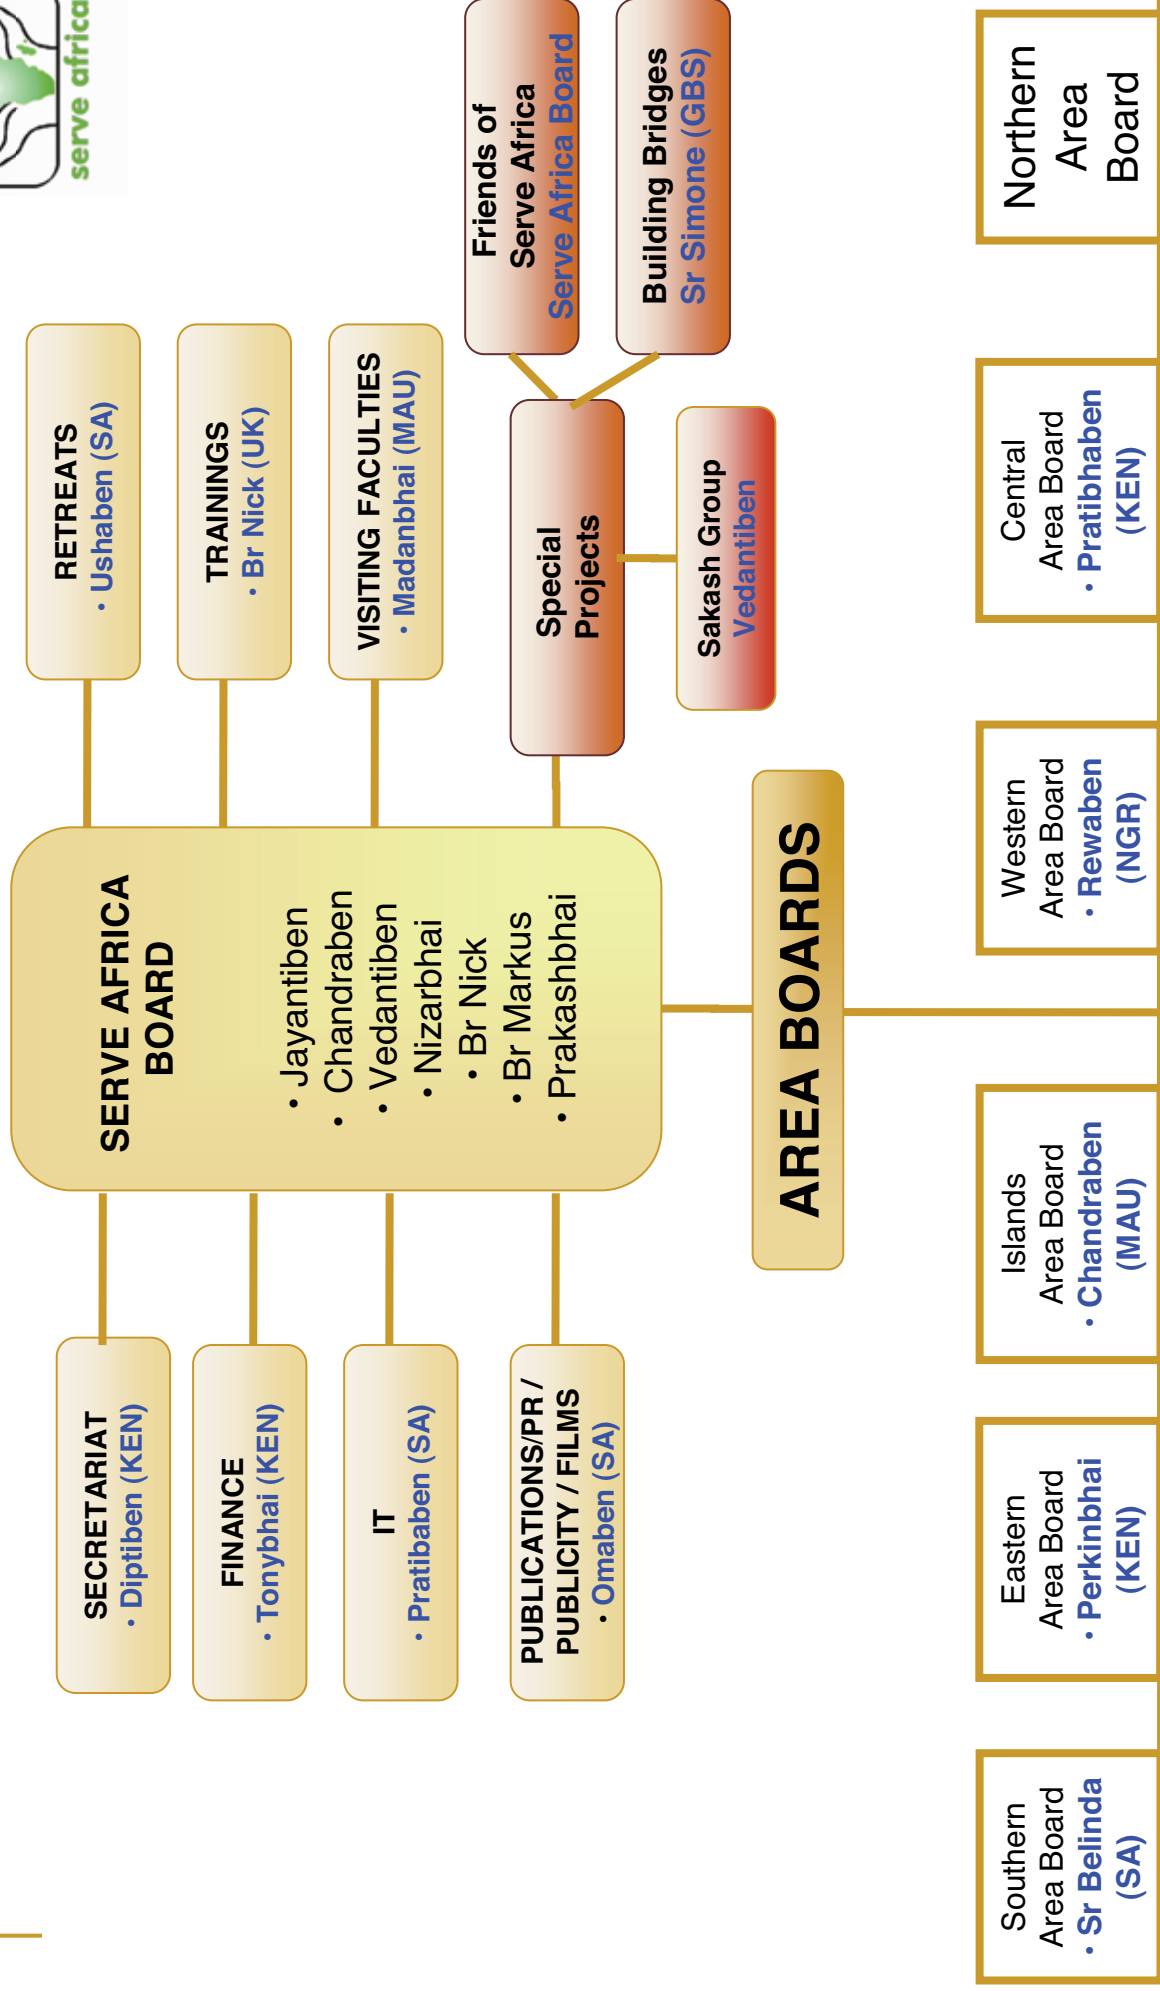 serve africa
SERVE AFRICA
BOARD
• Jayantiben
• Chandraben
• Vedantiben
• Nizarbhai
• Br Nick
• Br Markus
• Prakashbhai
SECRETARIAT
• Diptiben (KEN)
FINANCE
• Tonybhai (KEN)
IT
• Pratibaben (SA)
PUBLICATIONS/PR /
PUBLICITY / FILMS
• Omaben (SA)
RETREATS
• Ushaben (SA)
TRAININGS
• Br Nick (UK)
VISITING FACULTIES
• Madanbhai (MAU)
Special
Projects
Friends of
Serve Africa
Serve Africa Board
Building Bridges
Sr Simone (GBS)
Sakash Group
Vedantiben
AREA BOARDS
Southern
Area Board
• Sr Belinda
(SA)
Eastern
Area Board
• Perkinbhai
(KEN)
Islands
Area Board
• Chandraben
(MAU)
Western
Area Board
• Rewaben
(NGR)
Central
Area Board
• Pratibhaben
(KEN)
Northern
Area
Board